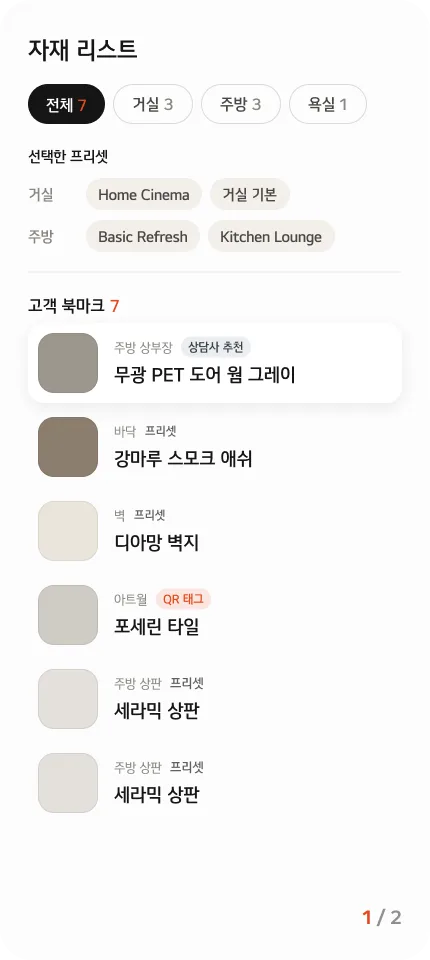 자재 리스트
전체 7 거실 3 주방 3 욕실 1
선택한 프리셋
거실 Home Cinema 거실 기본
주방 Basic Refresh Kitchen Lounge
고객 북마크 7
주방 상부장 상담사 추천
무광 PET 도어 웜 그레이
바닥 프리셋
강마루 스모크 애쉬
벽 프리셋
디아망 벽지
아트월 QR 태그
포세린 타일
주방 상판 프리셋
세라믹 상판
주방 상판 프리셋
세라믹 상판
1 / 2